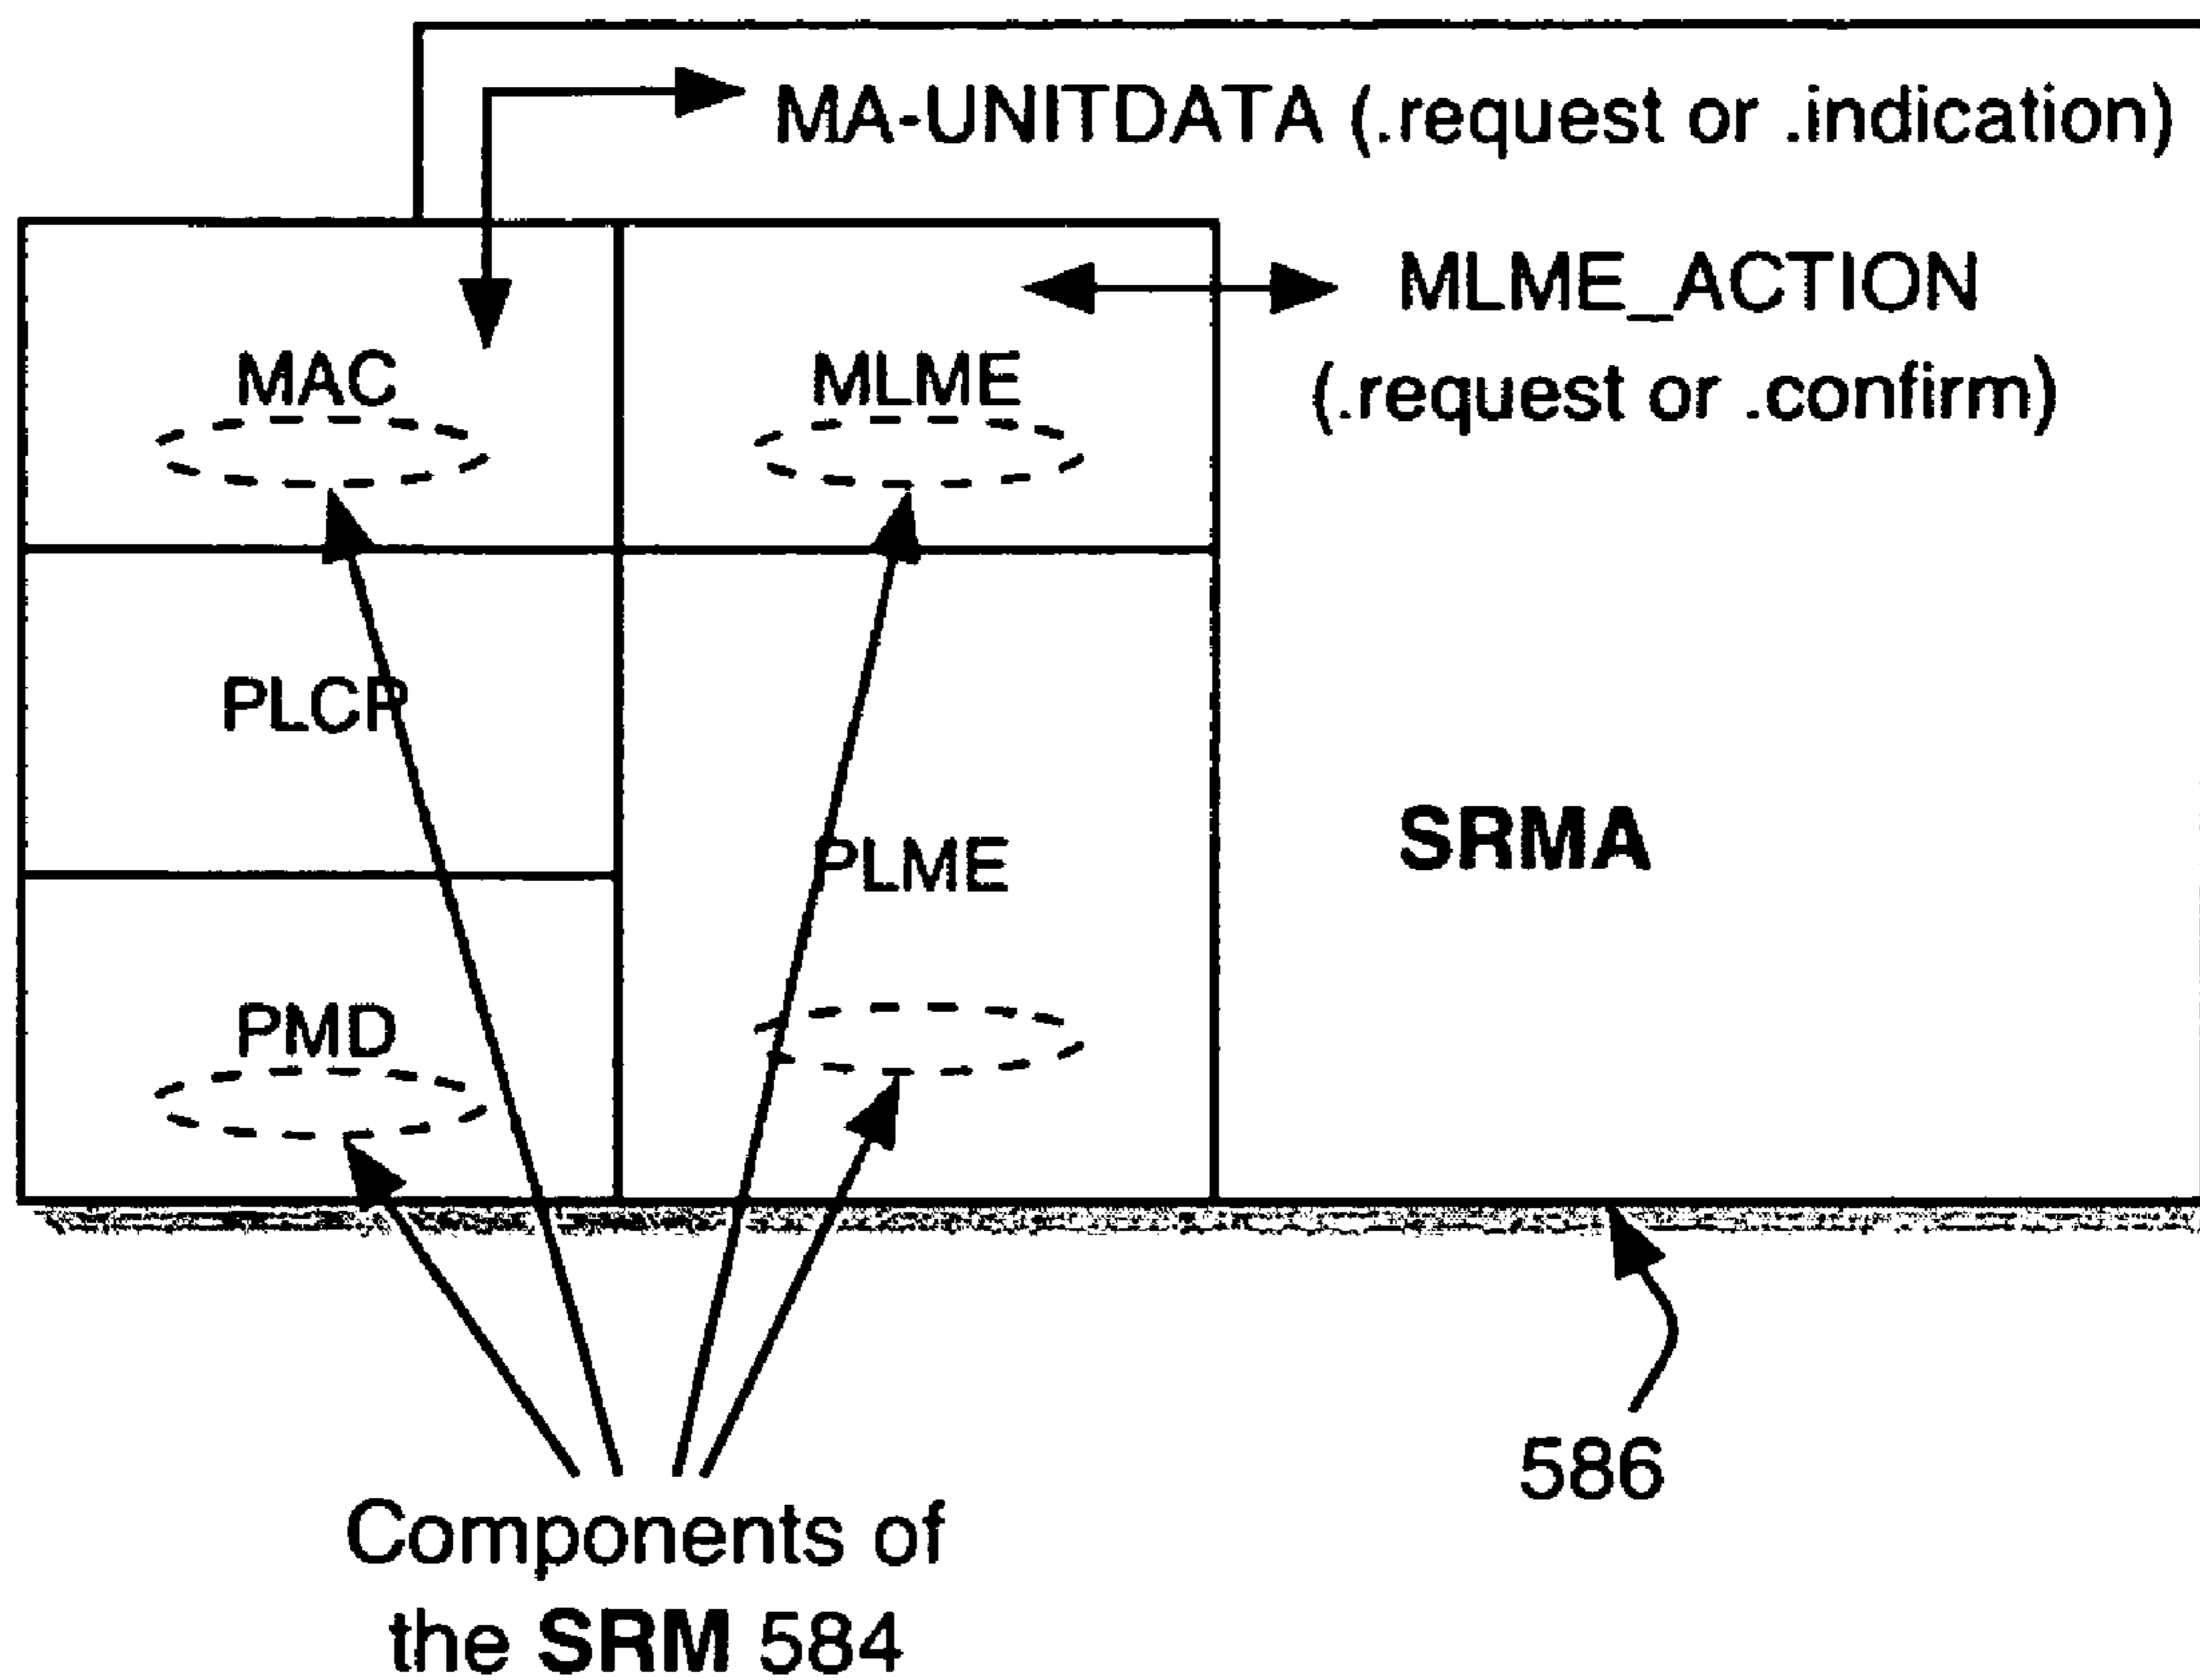 MA-UNITDATA (.request or .indication)
MLME_ACTION
(.request or .confirm)
MAC
MLME
PLCP
PLME
SRMA
PMD
586
Components of
the SRM 584